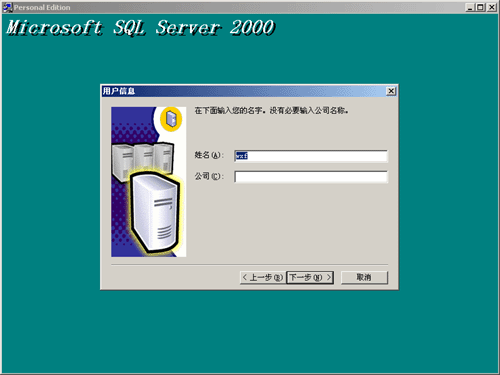 Personal Edition
Microsoft SQL Server 2000
用户信息
在下面输入您的名字。没有必要输入公司名称。
姓名(A):
wxf
公司(C):
< 上一步(B)
下一步(N) >
取消